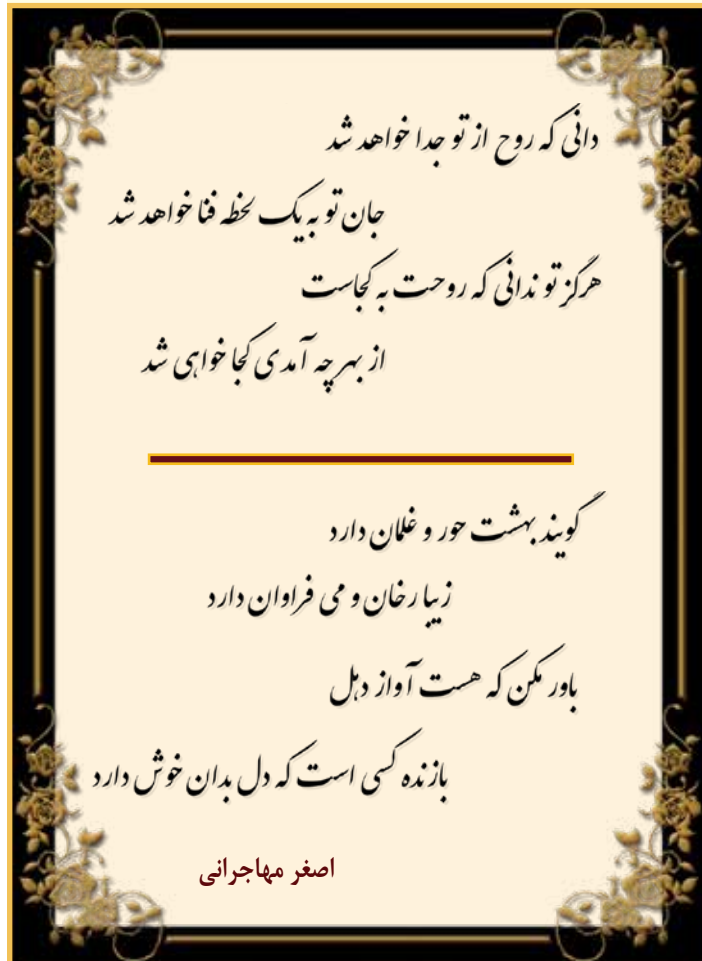 دانی که روح از تو جدا خواهد شد
جان تو به یک لحظه فنا خواهد شد
هرگز تو ندانی که روحت به کجاست
از بهر چه آمدی کجا خواهی شد
گویند بهشت حور و غلمان دارد
زیبا رخان و می فراوان دارد
باور مکن که هست آواز دهل
بازنده کسی است که دل بدان خوش دارد
اصغر مهاجرانی